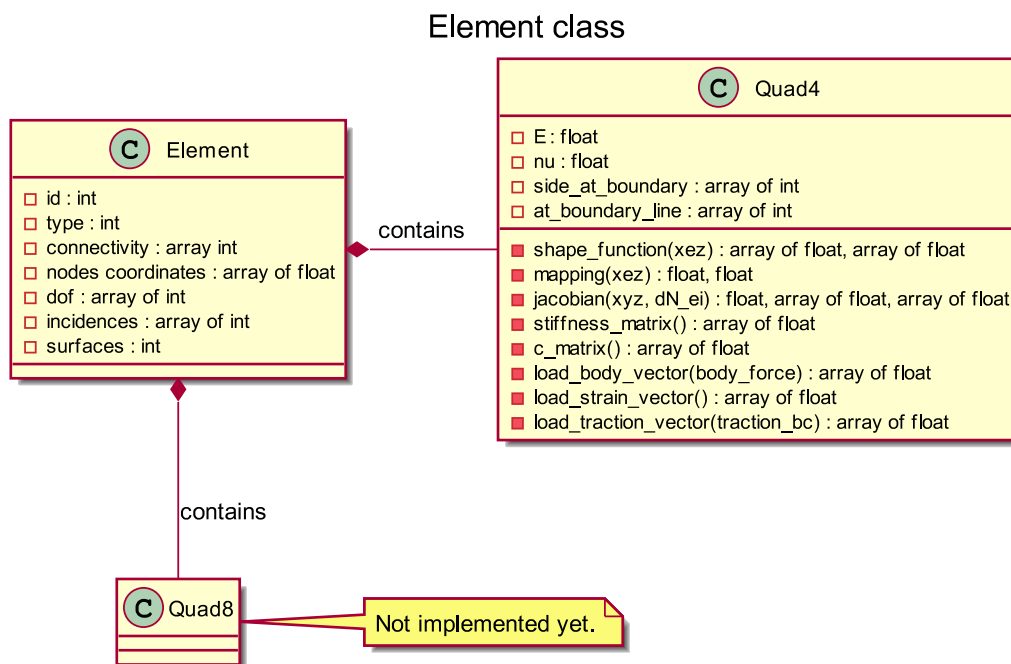 Element class
C Element
id : int
type : int
connectivity : array int
nodes coordinates : array of float
dof : array of int
incidences : array of int
surfaces : int
contains
C Quad4
E : float
nu : float
side_at_boundary : array of int
at_boundary_line : array of int
shape_function(xez) : array of float, array of float
mapping(xez) : float, float
jacobian(xyz, dN_ei) : float, array of float, array of float
stiffness_matrix() : array of float
c_matrix() : array of float
load_body_vector(body_force) : array of float
load_strain_vector() : array of float
load_traction_vector(traction_bc) : array of float
contains
C Quad8
Not implemented yet.